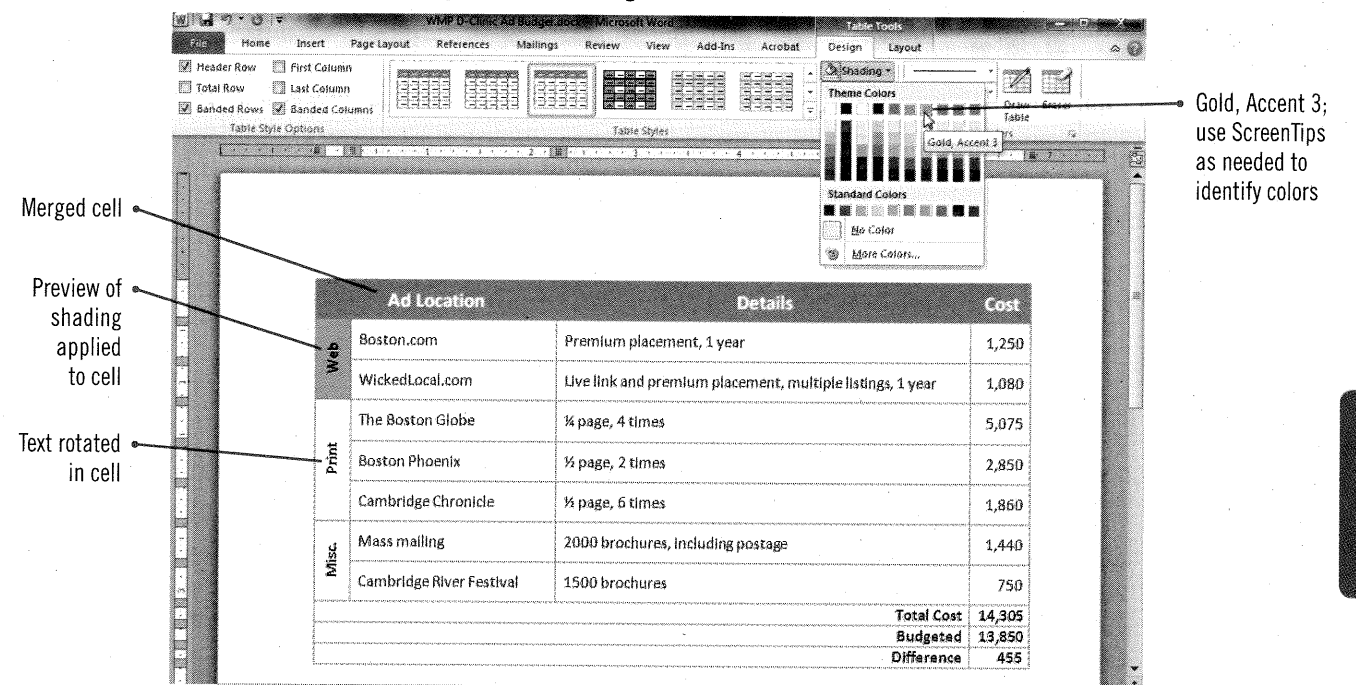 WMP D-Clinic Ad Budget.docx - Microsoft Word
Table Tools
File Home Insert Page Layout References Mailings Review View Add-Ins Acrobat Design Layout
Header Row First Column
Total Row Last Column
Banded Rows Banded Columns
Table Style Options
Table Styles
Shading
Theme Colors
Draw Table
Eraser
Gold, Accent 3
Standard Colors
No Color
More Colors...
Gold, Accent 3;
use ScreenTips
as needed to
identify colors
Merged cell
Preview of
shading
applied
to cell
Text rotated
in cell
Ad Location Details Cost
Web
Boston.com Premium placement, 1 year 1,250
WickedLocal.com Live link and premium placement, multiple listings, 1 year 1,080
Print
The Boston Globe ¼ page, 4 times 5,075
Boston Phoenix ½ page, 2 times 2,850
Cambridge Chronicle page, 6 times 1,860
Misc.
Mass mailing 2000 brochures, including postage 1,440
Cambridge River Festival 1500 brochures 750
Total Cost 14,305
Budgeted 13,850
Difference 455